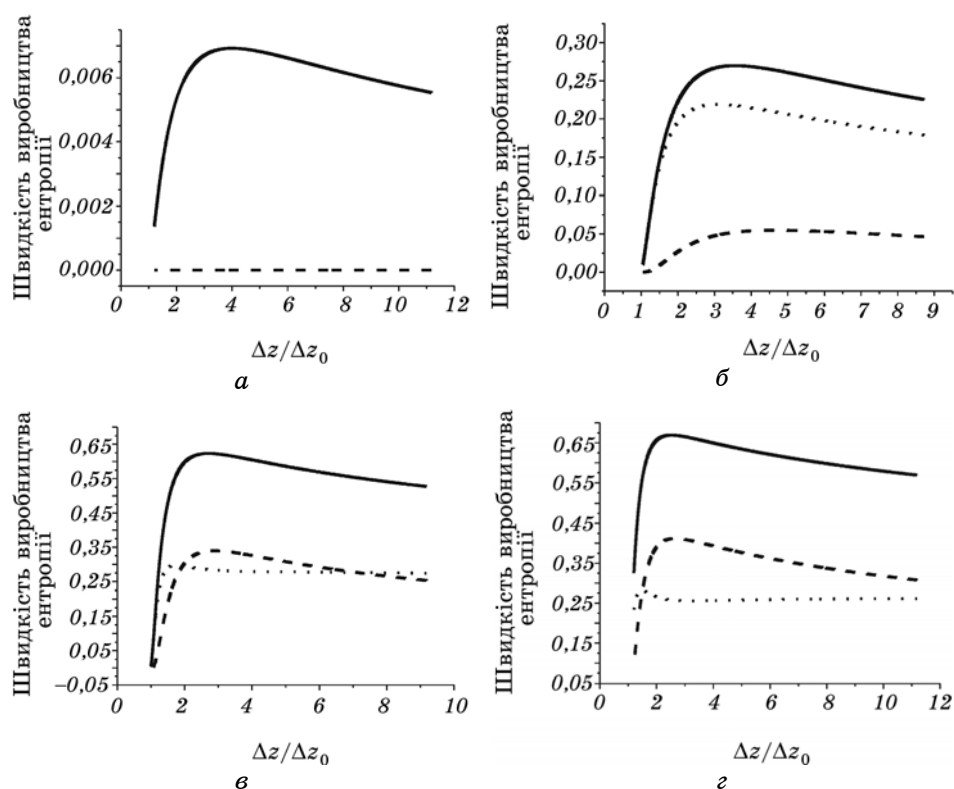 Швидкість виробництва
ентропії
0,006
0,004
0,002
0,000
0 2 4 6 8 10 12
Δz/Δz₀
а
Швидкість виробництва
ентропії
0,30
0,25
0,20
0,15
0,10
0,05
0,00
0 1 2 3 4 5 6 7 8 9
Δz/Δz₀
б
Швидкість виробництва
ентропії
0,65
0,55
0,45
0,35
0,25
0,15
0,05
−0,05
0 2 4 6 8 10
Δz/Δz₀
в
Швидкість виробництва
ентропії
0,65
0,55
0,45
0,35
0,25
0,15
0,05
0 2 4 6 8 10 12
Δz/Δz₀
г